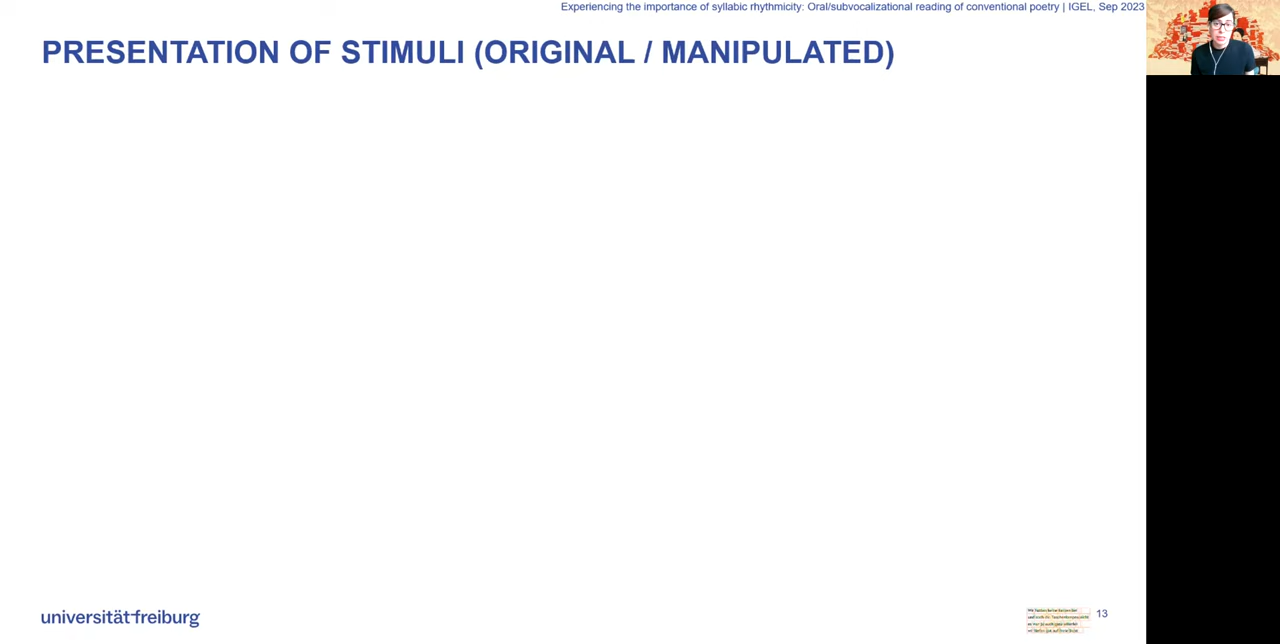 Experiencing the importance of syllabic rhythmicity: Oral/subvocalizational reading of conventional poetry | IGEL, Sep 2023
PRESENTATION OF STIMULI (ORIGINAL / MANIPULATED)
universität freiburg
13